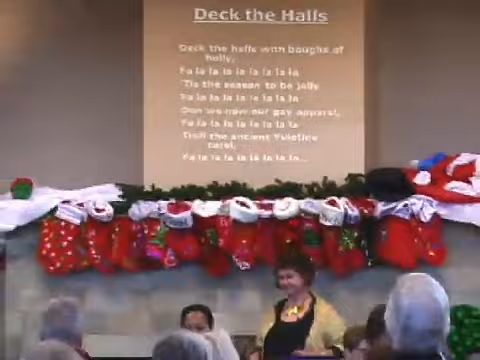 Deck the Halls
Deck the halls with boughs of
holly,
Fa la la la la la la la la
'Tis the season to be jolly
Fa la la la la la la la la
Don we now our gay apparel,
Fa la la la la la la la la
Troll the ancient Yuletide
carol,
Fa la la la la la la la la...